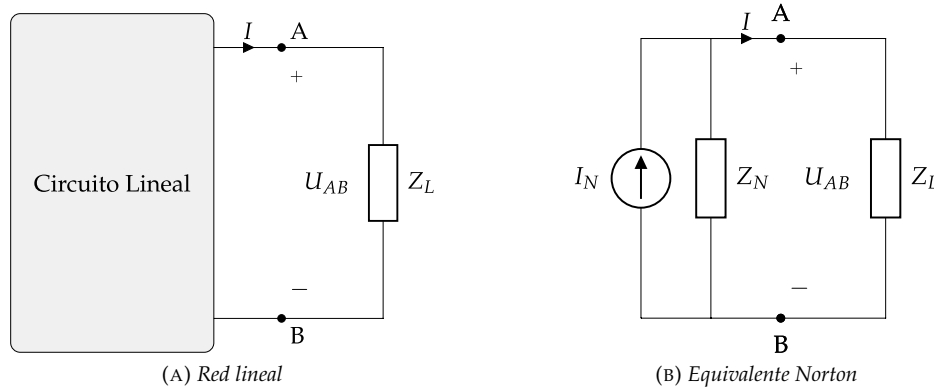 I
A
+
Circuito Lineal
U_AB
Z_L
−
B
(A) Red lineal
I
A
+
I_N
Z_N
U_AB
Z_L
−
B
(B) Equivalente Norton